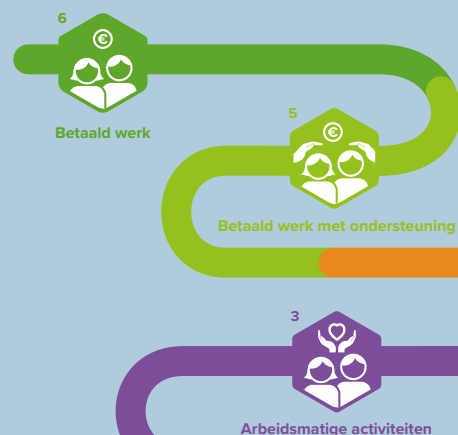 6
€
Betaald werk
5
€
Betaald werk met ondersteuning
3
Arbeidsmatige activiteiten